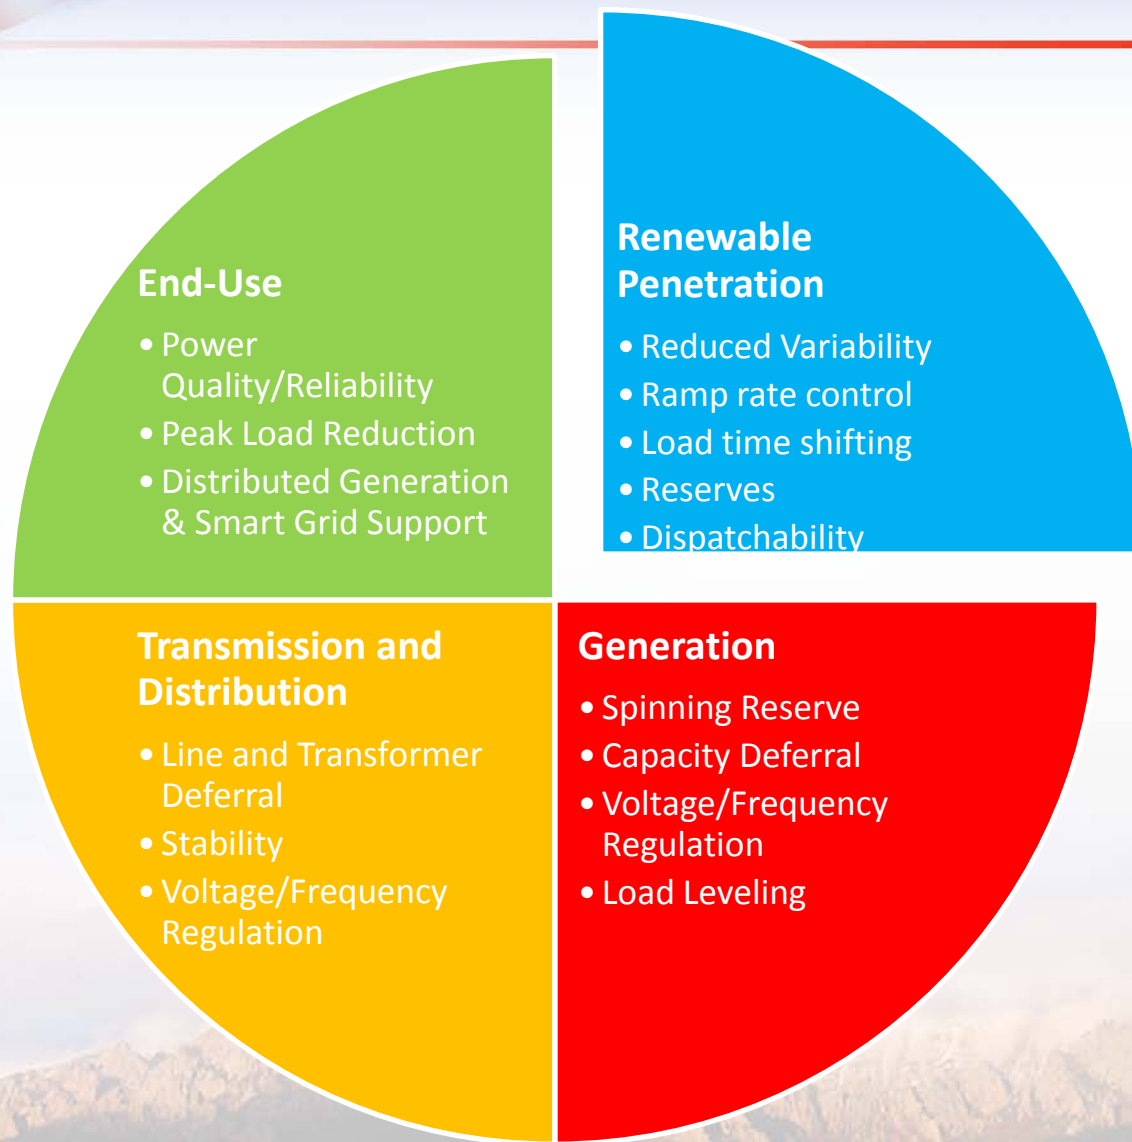 End-Use
• Power
Quality/Reliability
• Peak Load Reduction
• Distributed Generation
& Smart Grid Support
Renewable
Penetration
• Reduced Variability
• Ramp rate control
• Load time shifting
• Reserves
• Dispatchability
Transmission and
Distribution
• Line and Transformer
Deferral
• Stability
• Voltage/Frequency
Regulation
Generation
• Spinning Reserve
• Capacity Deferral
• Voltage/Frequency
Regulation
• Load Leveling